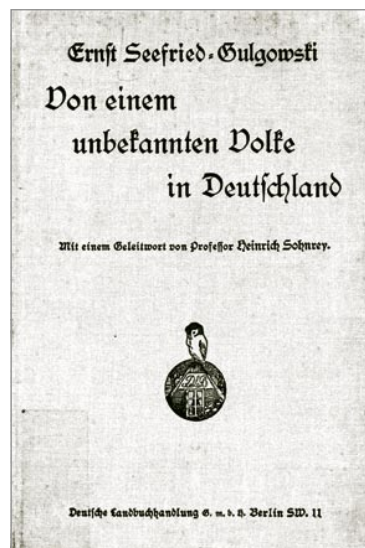 Ernst Seefried-Gulgowski
Von einem
unbekannten Volke
in Deutschland
Mit einem Geleitwort von Professor Heinrich Sohnrey.
DLB
Deutsche Landbuchhandlung G. m. b. H. Berlin SW. 11